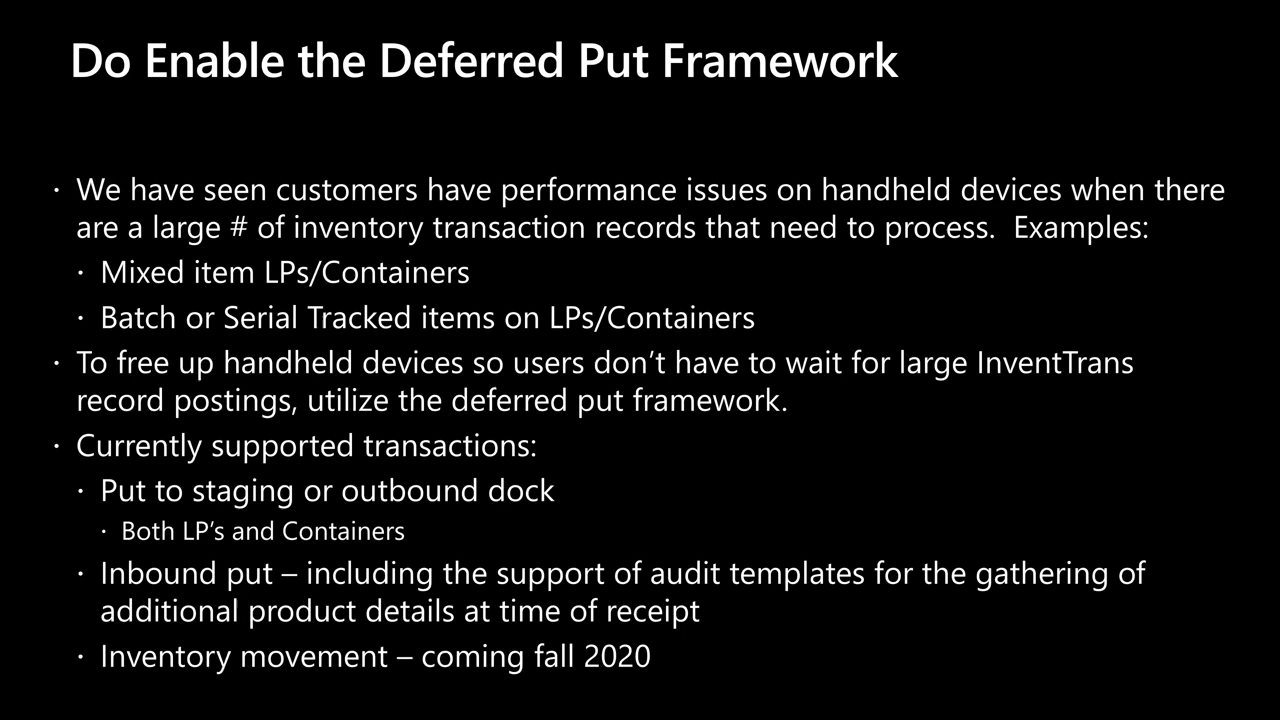 Do Enable the Deferred Put Framework
· We have seen customers have performance issues on handheld devices when there
are a large # of inventory transaction records that need to process.  Examples:
· Mixed item LPs/Containers
· Batch or Serial Tracked items on LPs/Containers
· To free up handheld devices so users don’t have to wait for large InventTrans
record postings, utilize the deferred put framework.
· Currently supported transactions:
· Put to staging or outbound dock
· Both LP’s and Containers
· Inbound put – including the support of audit templates for the gathering of
additional product details at time of receipt
· Inventory movement – coming fall 2020